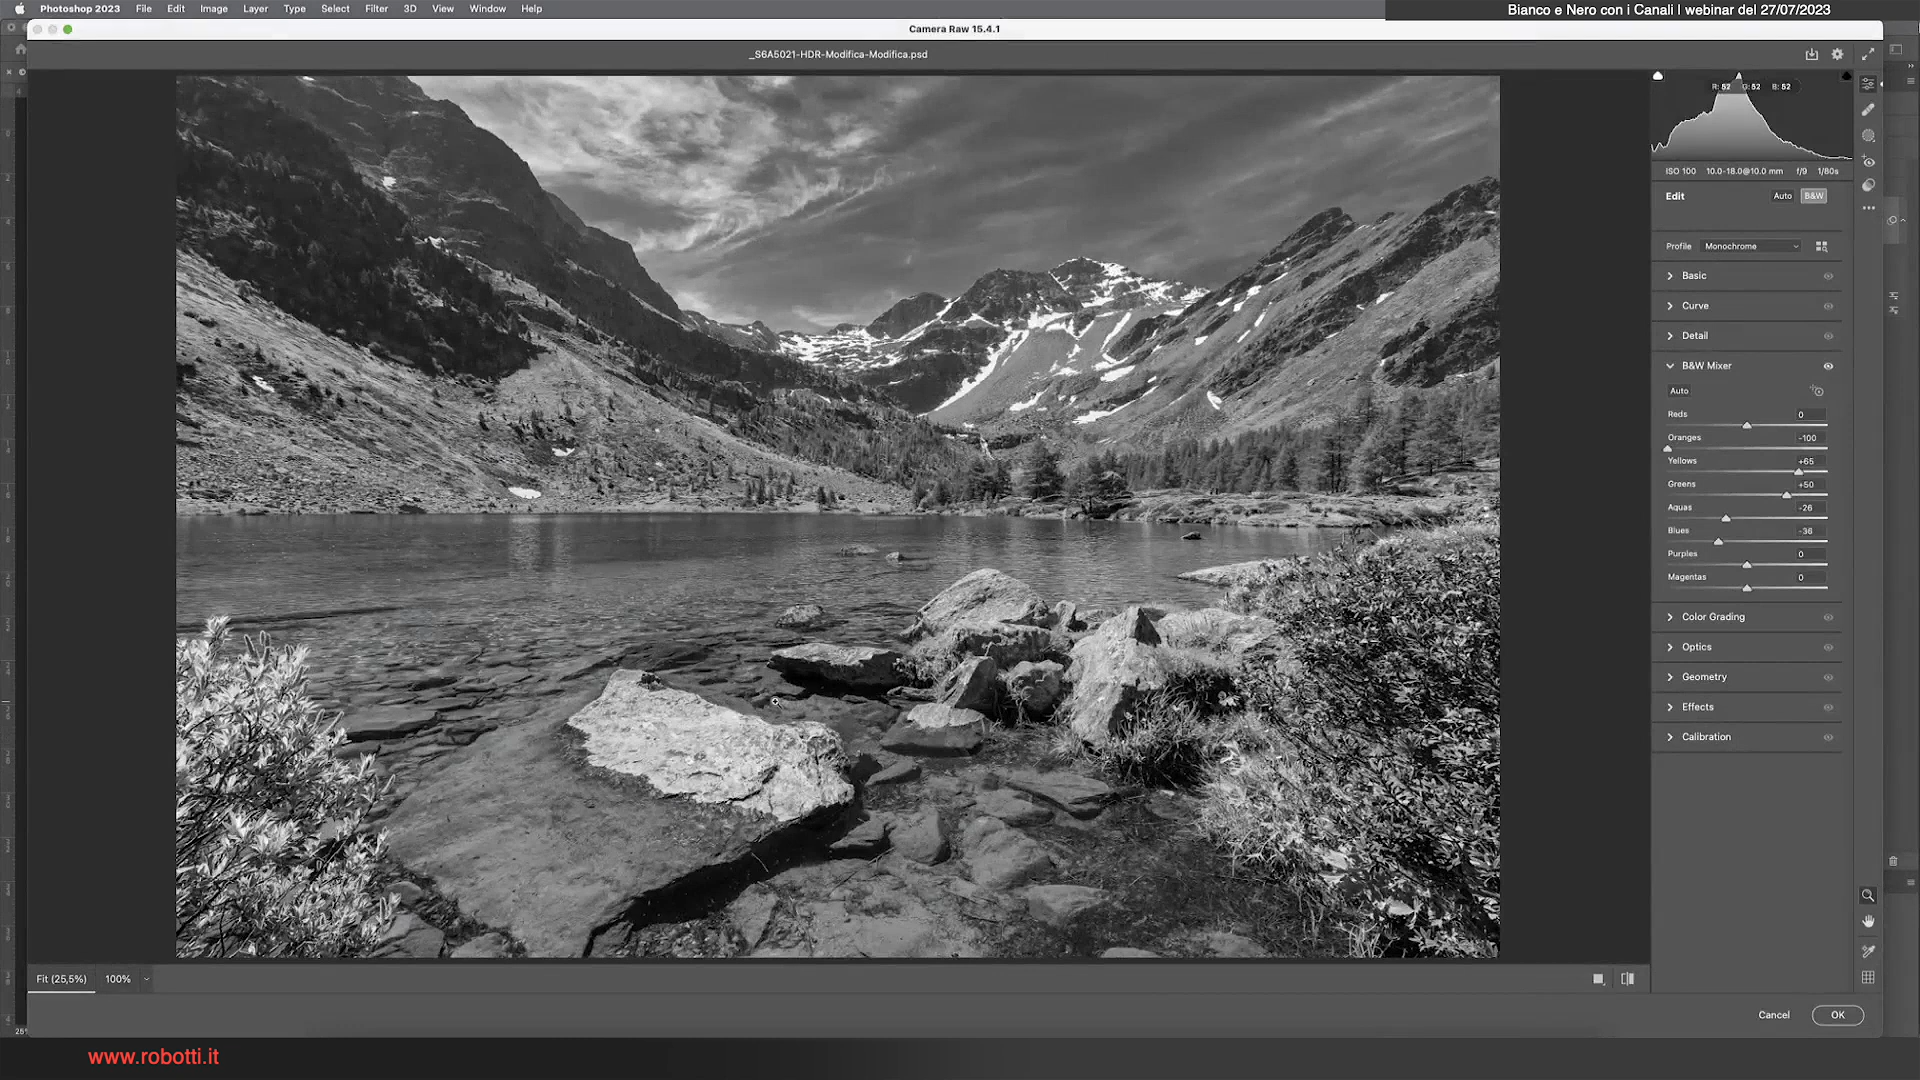 Photoshop 2023 File Edit Image Layer Type Select Filter 3D View Window Help
Bianco e Nero con i Canali | webinar del 27/07/2023
Camera Raw 15.4.1
_S6A5021-HDR-Modifica-Modifica.psd
R: 52 G: 52 B: 52
ISO 100 10.0-18.0@10.0 mm f/9 1/80s
Edit Auto B&W
Profile Monochrome
Basic
Curve
Detail
B&W Mixer
Auto
Reds 0
Oranges -100
Yellows +65
Greens +50
Aquas -26
Blues -36
Purples 0
Magentas 0
Color Grading
Optics
Geometry
Effects
Calibration
Fit (25,5%) 100%
Cancel OK
www.robotti.it